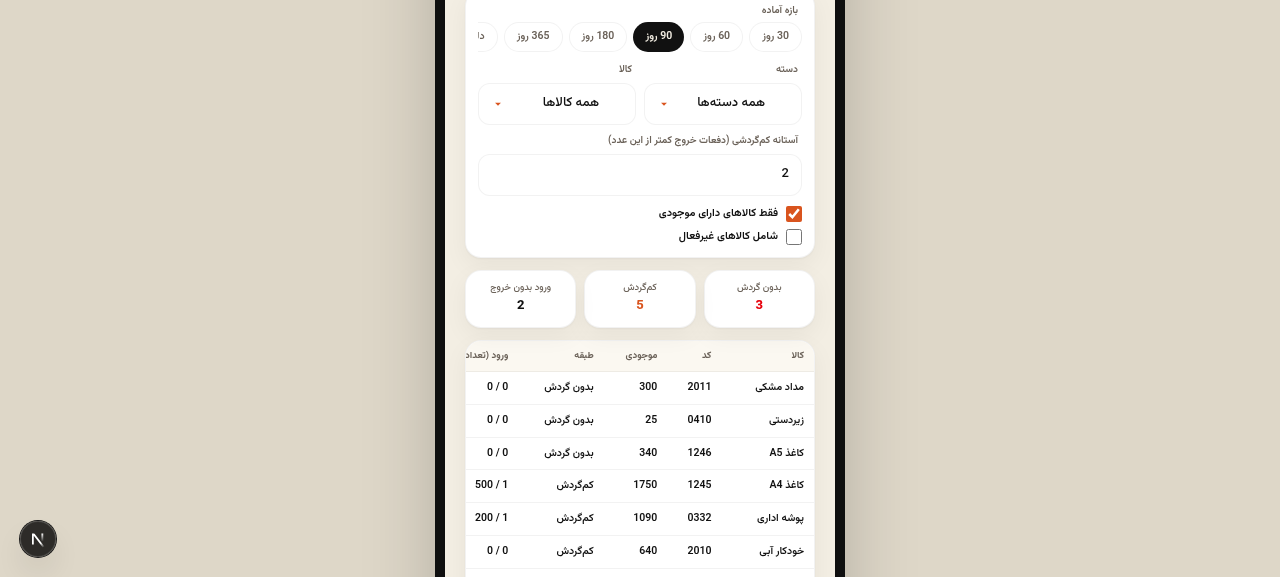 بازه آماده
30 روز 60 روز 90 روز 180 روز 365 روز
دسته کالا
همه دسته‌ها همه کالاها
آستانه کم‌گردشی (دفعات خروج کمتر از این عدد)
2
فقط کالاهای دارای موجودی
شامل کالاهای غیرفعال
بدون گردش کم‌گردش ورود بدون خروج
3 5 2
کالا کد موجودی طبقه ورود (تعداد
مداد مشکی 2011 300 بدون گردش 0 / 0
زیردستی 0410 25 بدون گردش 0 / 0
کاغذ A5 1246 340 بدون گردش 0 / 0
کاغذ A4 1245 1750 کم‌گردش 1 / 500
پوشه اداری 0332 1090 کم‌گردش 1 / 200
خودکار آبی 2010 640 کم‌گردش 0 / 0
N